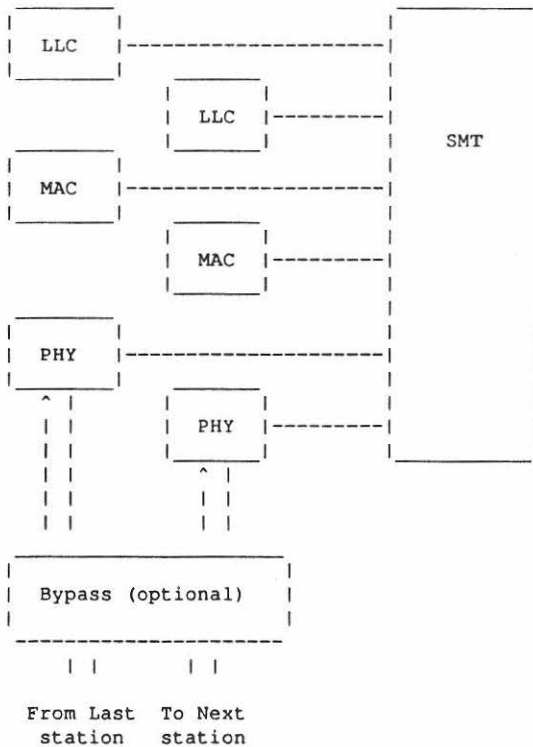 LLC
LLC
SMT
MAC
MAC
PHY
PHY
Bypass (optional)
From Last To Next
station station